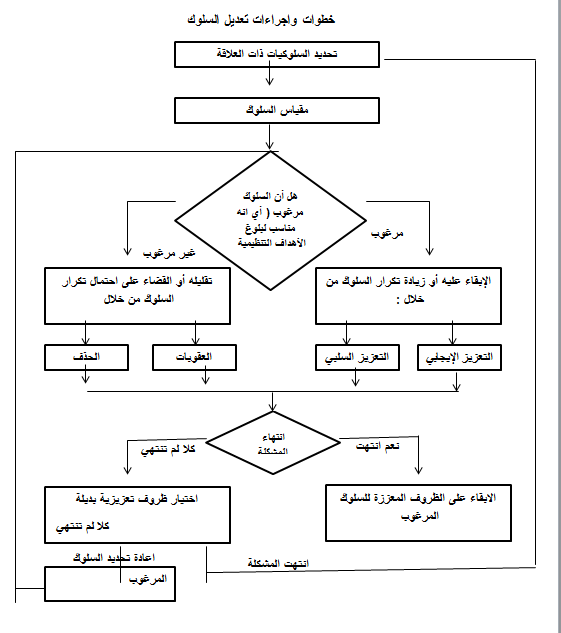 خطوات واجراءات تعديل السلوك
تحديد السلوكيات ذات العلاقة
مقياس السلوك
هل أن السلوك
مرغوب ( أي انه
مناسب لبلوغ
الأهداف التنظيمية
مرغوب
غير مرغوب
الإبقاء عليه أو زيادة تكرار السلوك من
خلال :
تقليله أو القضاء على احتمال تكرار
السلوك من خلال
التعزيز الإيجابي
التعزيز السلبي
العقوبات
الحذف
انتهاء
المشكلة
نعم انتهت
كلا لم تنتهي
الابقاء على الظروف المعززة للسلوك
المرغوب
اختيار ظروف تعزيزية بديلة
كلا لم تنتهي
انتهت المشكلة
اعادة تحديد السلوك
المرغوب